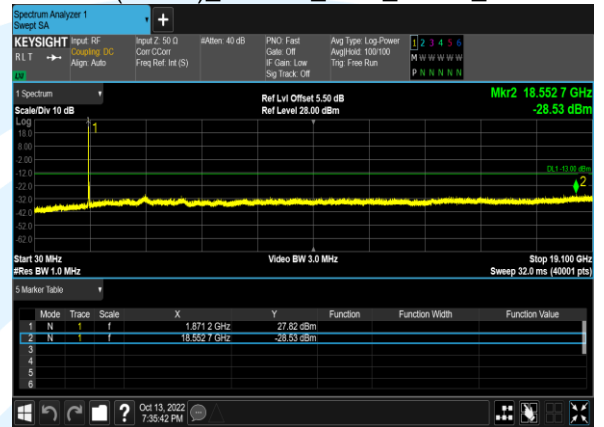 Spectrum Analyzer 1
Swept SA
+
KEYSIGHT Input: RF Input Z: 50 Ω #Atten: 40 dB PNO: Fast Avg Type: Log-Power 1 2 3 4 5 6
R L T Coupling: DC Corr CCorr Gate: Off Avg|Hold: 100/100 M W W W W W
Align: Auto Freq Ref: Int (S) IF Gain: Low Trig: Free Run P N N N N N
Sig Track: Off
LW
1 Spectrum
Ref Lvl Offset 5.50 dB Mkr2 18.552 7 GHz
Scale/Div 10 dB Ref Level 28.00 dBm -28.53 dBm
Log
1
18.0
8.00
-2.00
-12.0 DL1 -13.00 dBm
-22.0 2
-32.0
-42.0
-52.0
-62.0
Start 30 MHz Video BW 3.0 MHz Stop 19.100 GHz
#Res BW 1.0 MHz Sweep 32.0 ms (40001 pts)
5 Marker Table
Mode Trace Scale X Y Function Function Width Function Value
1 N 1 f 1.871 2 GHz 27.82 dBm
2 N 1 f 18.552 7 GHz -28.53 dBm
3
4
5
6
? Oct 13, 2022
7:35:42 PM